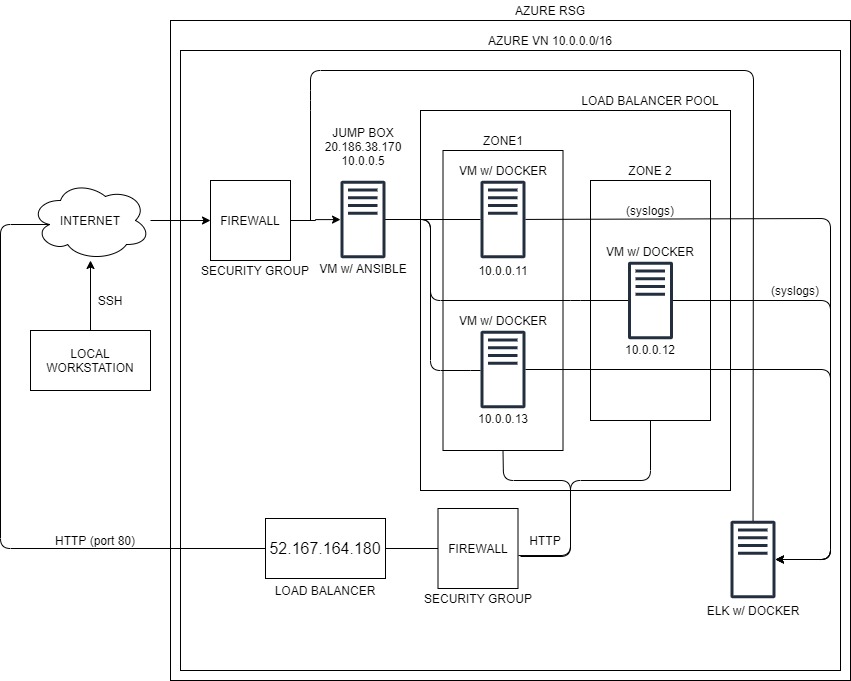 AZURE RSG
AZURE VN 10.0.0.0/16
LOAD BALANCER POOL
JUMP BOX
20.186.38.170
10.0.0.5
VM w/ ANSIBLE
ZONE1
VM w/ DOCKER
10.0.0.11
ZONE 2
(syslogs)
VM w/ DOCKER
10.0.0.12
(syslogs)
VM w/ DOCKER
10.0.0.13
INTERNET
FIREWALL
SECURITY GROUP
SSH
LOCAL
WORKSTATION
HTTP (port 80)
52.167.164.180
LOAD BALANCER
FIREWALL
SECURITY GROUP
HTTP
ELK w/ DOCKER